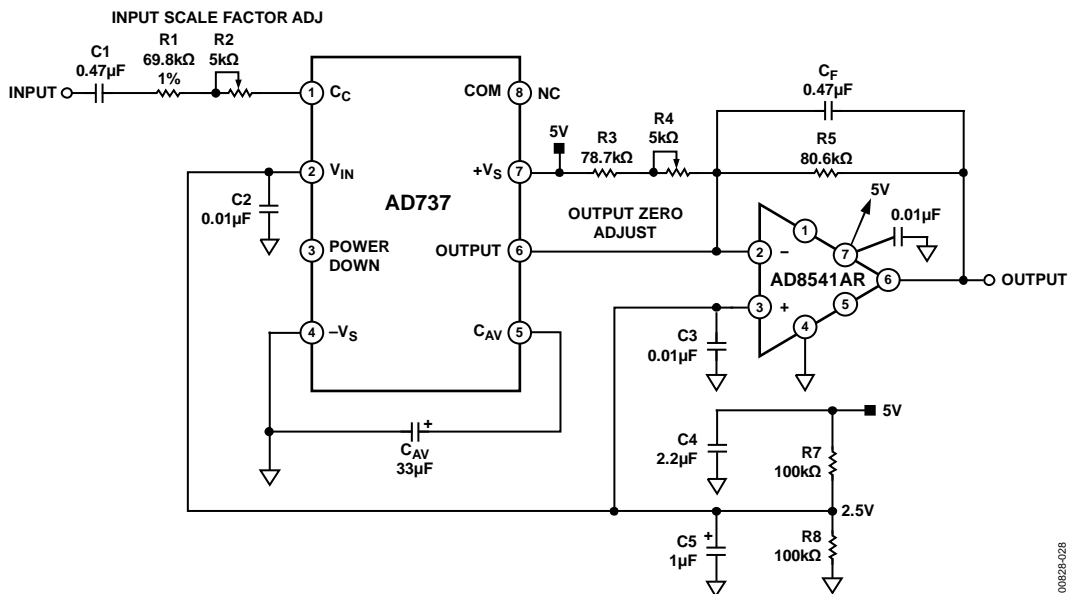 INPUT SCALE FACTOR ADJ
C1
0.47µF
R1
69.8kΩ
1%
R2
5kΩ
INPUT
1
CC
COM
8
NC
2
VIN
+VS
7
AD737
3
POWER
DOWN
OUTPUT
6
4
–VS
CAV
5
C2
0.01µF
CAV
33µF
+
5V
R3
78.7kΩ
R4
5kΩ
OUTPUT ZERO
ADJUST
CF
0.47µF
R5
80.6kΩ
5V
0.01µF
1
7
2
–
AD8541AR
6
OUTPUT
3
+
5
4
C3
0.01µF
C4
2.2µF
5V
R7
100kΩ
2.5V
C5
1µF
+
R8
100kΩ
00828-028